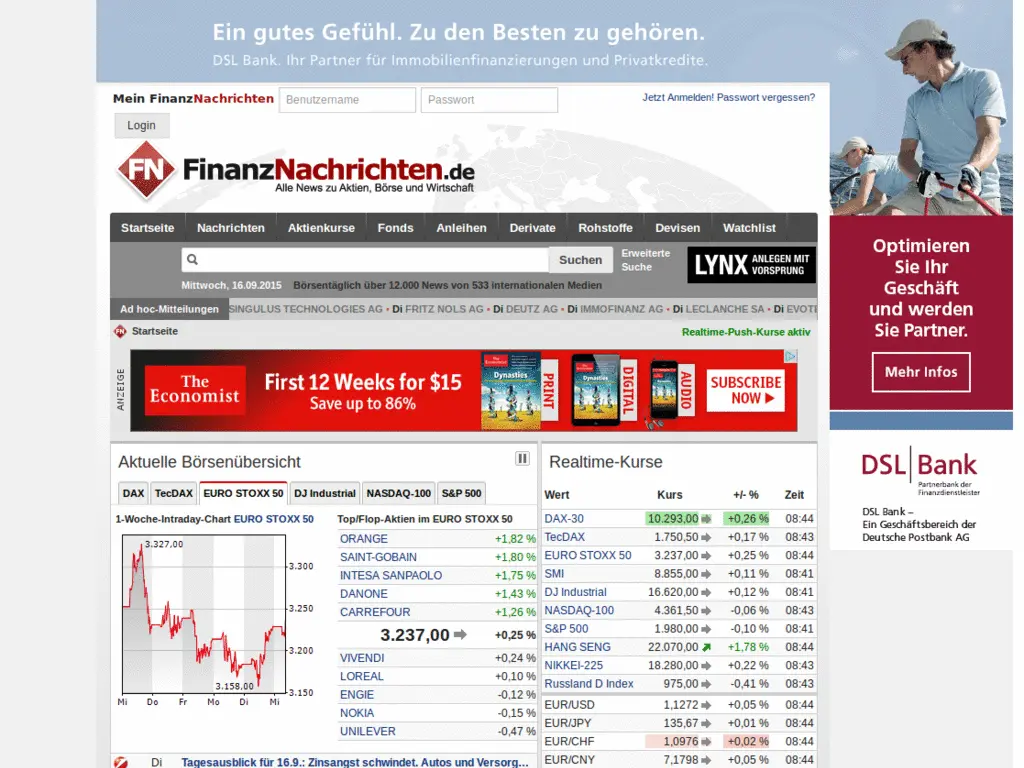 Ein gutes Gefühl. Zu den Besten zu gehören.
DSL Bank. Ihr Partner für Immobilienfinanzierungen und Privatkredite.
Mein FinanzNachrichten Benutzername Passwort Jetzt Anmelden! Passwort vergessen?
Login
FN FinanzNachrichten.de
Alle News zu Aktien, Börse und Wirtschaft
Startseite Nachrichten Aktienkurse Fonds Anleihen Derivate Rohstoffe Devisen Watchlist
Suchen Erweiterte Suche LYNX ANLEGEN MIT VORSPRUNG
Mittwoch, 16.09.2015 Börsentäglich über 12.000 News von 533 internationalen Medien
Ad hoc-Mitteilungen SINGULUS TECHNOLOGIES AG • Di FRITZ NOLS AG • Di DEUTZ AG • Di IMMOFINANZ AG • Di LECLANCHE SA • Di EVOT
Startseite Realtime-Push-Kurse aktiv
Optimieren
Sie Ihr
Geschäft
und werden
Sie Partner.
Mehr Infos
DSL Bank
Partnerbank der
Finanzdienstleister
DSL Bank –
Ein Geschäftsbereich der
Deutsche Postbank AG
ANZEIGE
The
Economist
First 12 Weeks for $15
Save up to 86%
The Economist
Dynasties
PRINT
Dynasties
DIGITAL
AUDIO
SUBSCRIBE
NOW
Aktuelle Börsenübersicht
DAX TecDAX EURO STOXX 50 DJ Industrial NASDAQ-100 S&P 500
1-Woche-Intraday-Chart EURO STOXX 50
3.327,00
3.300
3.250
3.200
3.158,00
3.150
Mi Do Fr Mo Di Mi
Top/Flop-Aktien im EURO STOXX 50
ORANGE +1,82 %
SAINT-GOBAIN +1,80 %
INTESA SANPAOLO +1,75 %
DANONE +1,43 %
CARREFOUR +1,26 %
3.237,00 +0,25 %
VIVENDI +0,24 %
LOREAL +0,10 %
ENGIE -0,12 %
NOKIA -0,15 %
UNILEVER -0,47 %
Di Tagesausblick für 16.9.: Zinsangst schwindet. Autos und Versorg...
Realtime-Kurse
Wert Kurs +/- % Zeit
DAX-30 10.293,00 +0,26 % 08:44
TecDAX 1.750,50 +0,17 % 08:43
EURO STOXX 50 3.237,00 +0,25 % 08:44
SMI 8.855,00 +0,11 % 08:41
DJ Industrial 16.620,00 +0,12 % 08:41
NASDAQ-100 4.361,50 -0,06 % 08:43
S&P 500 1.980,00 -0,10 % 08:41
HANG SENG 22.070,00 +1,78 % 08:44
NIKKEI-225 18.280,00 +0,22 % 08:43
Russland D Index 975,00 -0,41 % 08:43
EUR/USD 1,1272 +0,05 % 08:44
EUR/JPY 135,67 +0,01 % 08:44
EUR/CHF 1,0976 +0,02 % 08:44
EUR/CNY 7,1798 +0,05 % 08:44